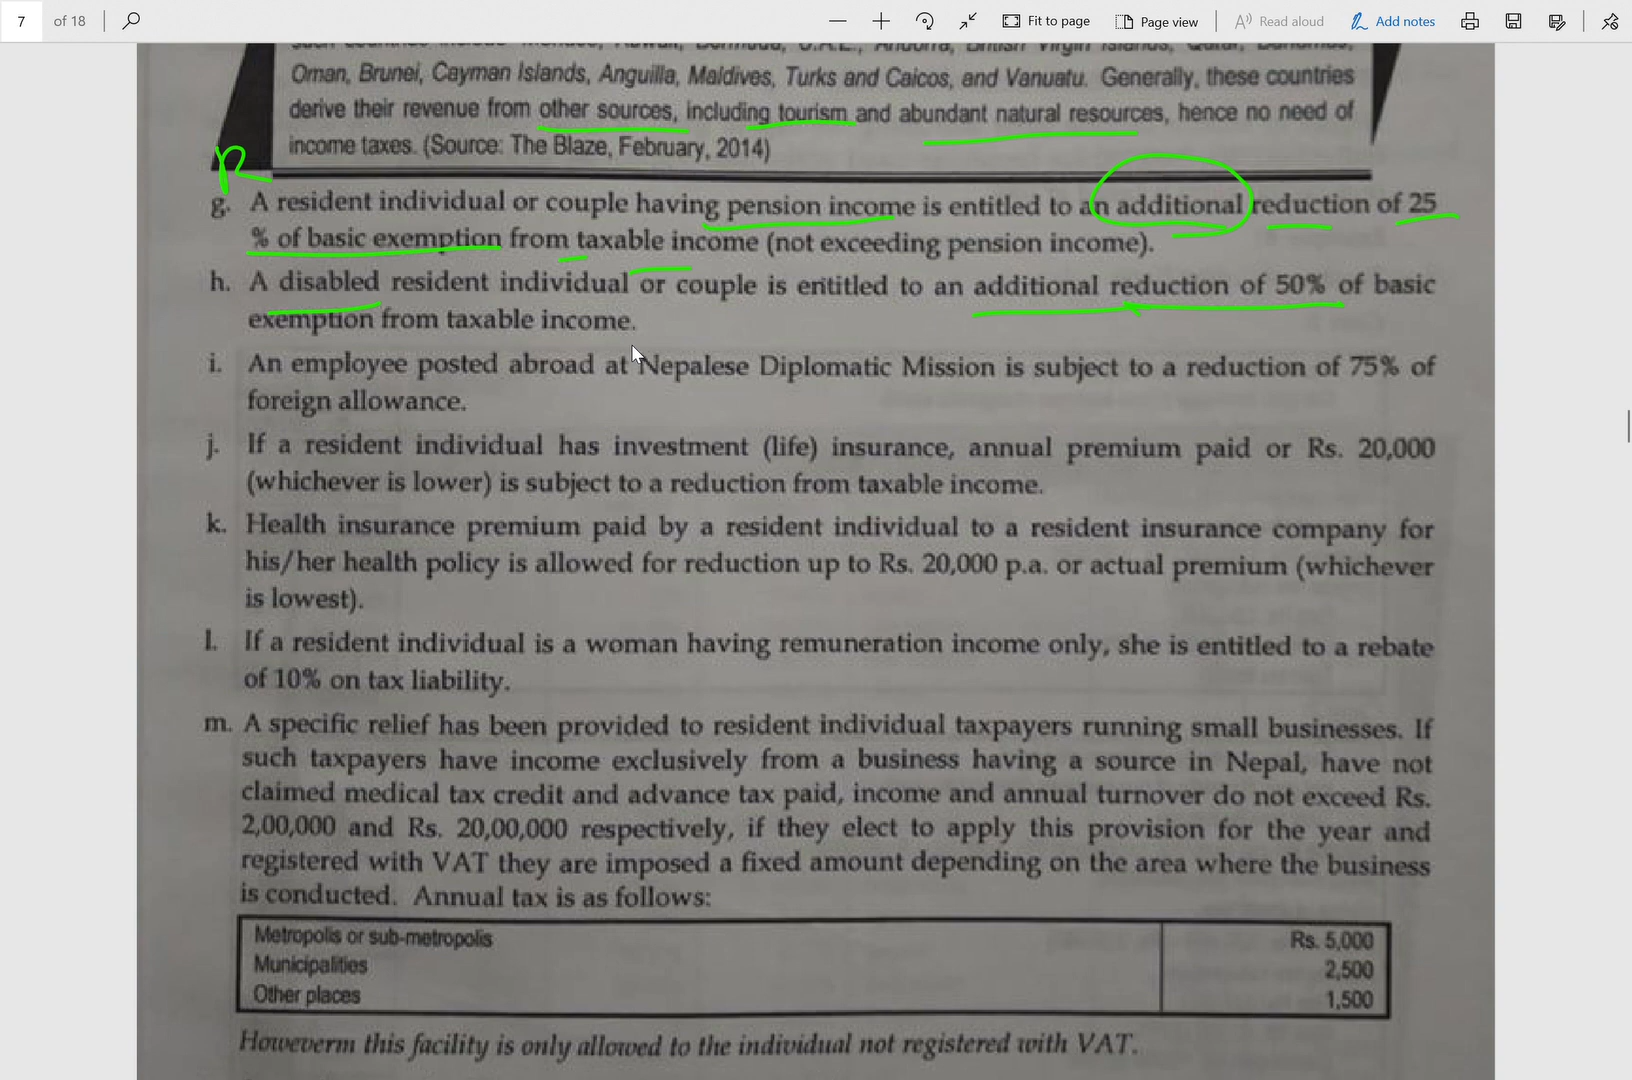 7 of 18 Fit to page Page view Read aloud Add notes
Oman, Brunei, Cayman Islands, Anguilla, Maldives, Turks and Caicos, and Vanuatu. Generally, these countries
derive their revenue from other sources, including tourism and abundant natural resources, hence no need of
income taxes. (Source: The Blaze, February, 2014)
R
g. A resident individual or couple having pension income is entitled to an additional reduction of 25
% of basic exemption from taxable income (not exceeding pension income).
h. A disabled resident individual or couple is entitled to an additional reduction of 50% of basic
exemption from taxable income.
i. An employee posted abroad at Nepalese Diplomatic Mission is subject to a reduction of 75% of
foreign allowance.
j. If a resident individual has investment (life) insurance, annual premium paid or Rs. 20,000
(whichever is lower) is subject to a reduction from taxable income.
k. Health insurance premium paid by a resident individual to a resident insurance company for
his/her health policy is allowed for reduction up to Rs. 20,000 p.a. or actual premium (whichever
is lowest).
l. If a resident individual is a woman having remuneration income only, she is entitled to a rebate
of 10% on tax liability.
m. A specific relief has been provided to resident individual taxpayers running small businesses. If
such taxpayers have income exclusively from a business having a source in Nepal, have not
claimed medical tax credit and advance tax paid, income and annual turnover do not exceed Rs.
2,00,000 and Rs. 20,00,000 respectively, if they elect to apply this provision for the year and
registered with VAT they are imposed a fixed amount depending on the area where the business
is conducted. Annual tax is as follows:
Metropolis or sub-metropolis Rs. 5,000
Municipalities 2,500
Other places 1,500
Howeverm this facility is only allowed to the individual not registered with VAT.